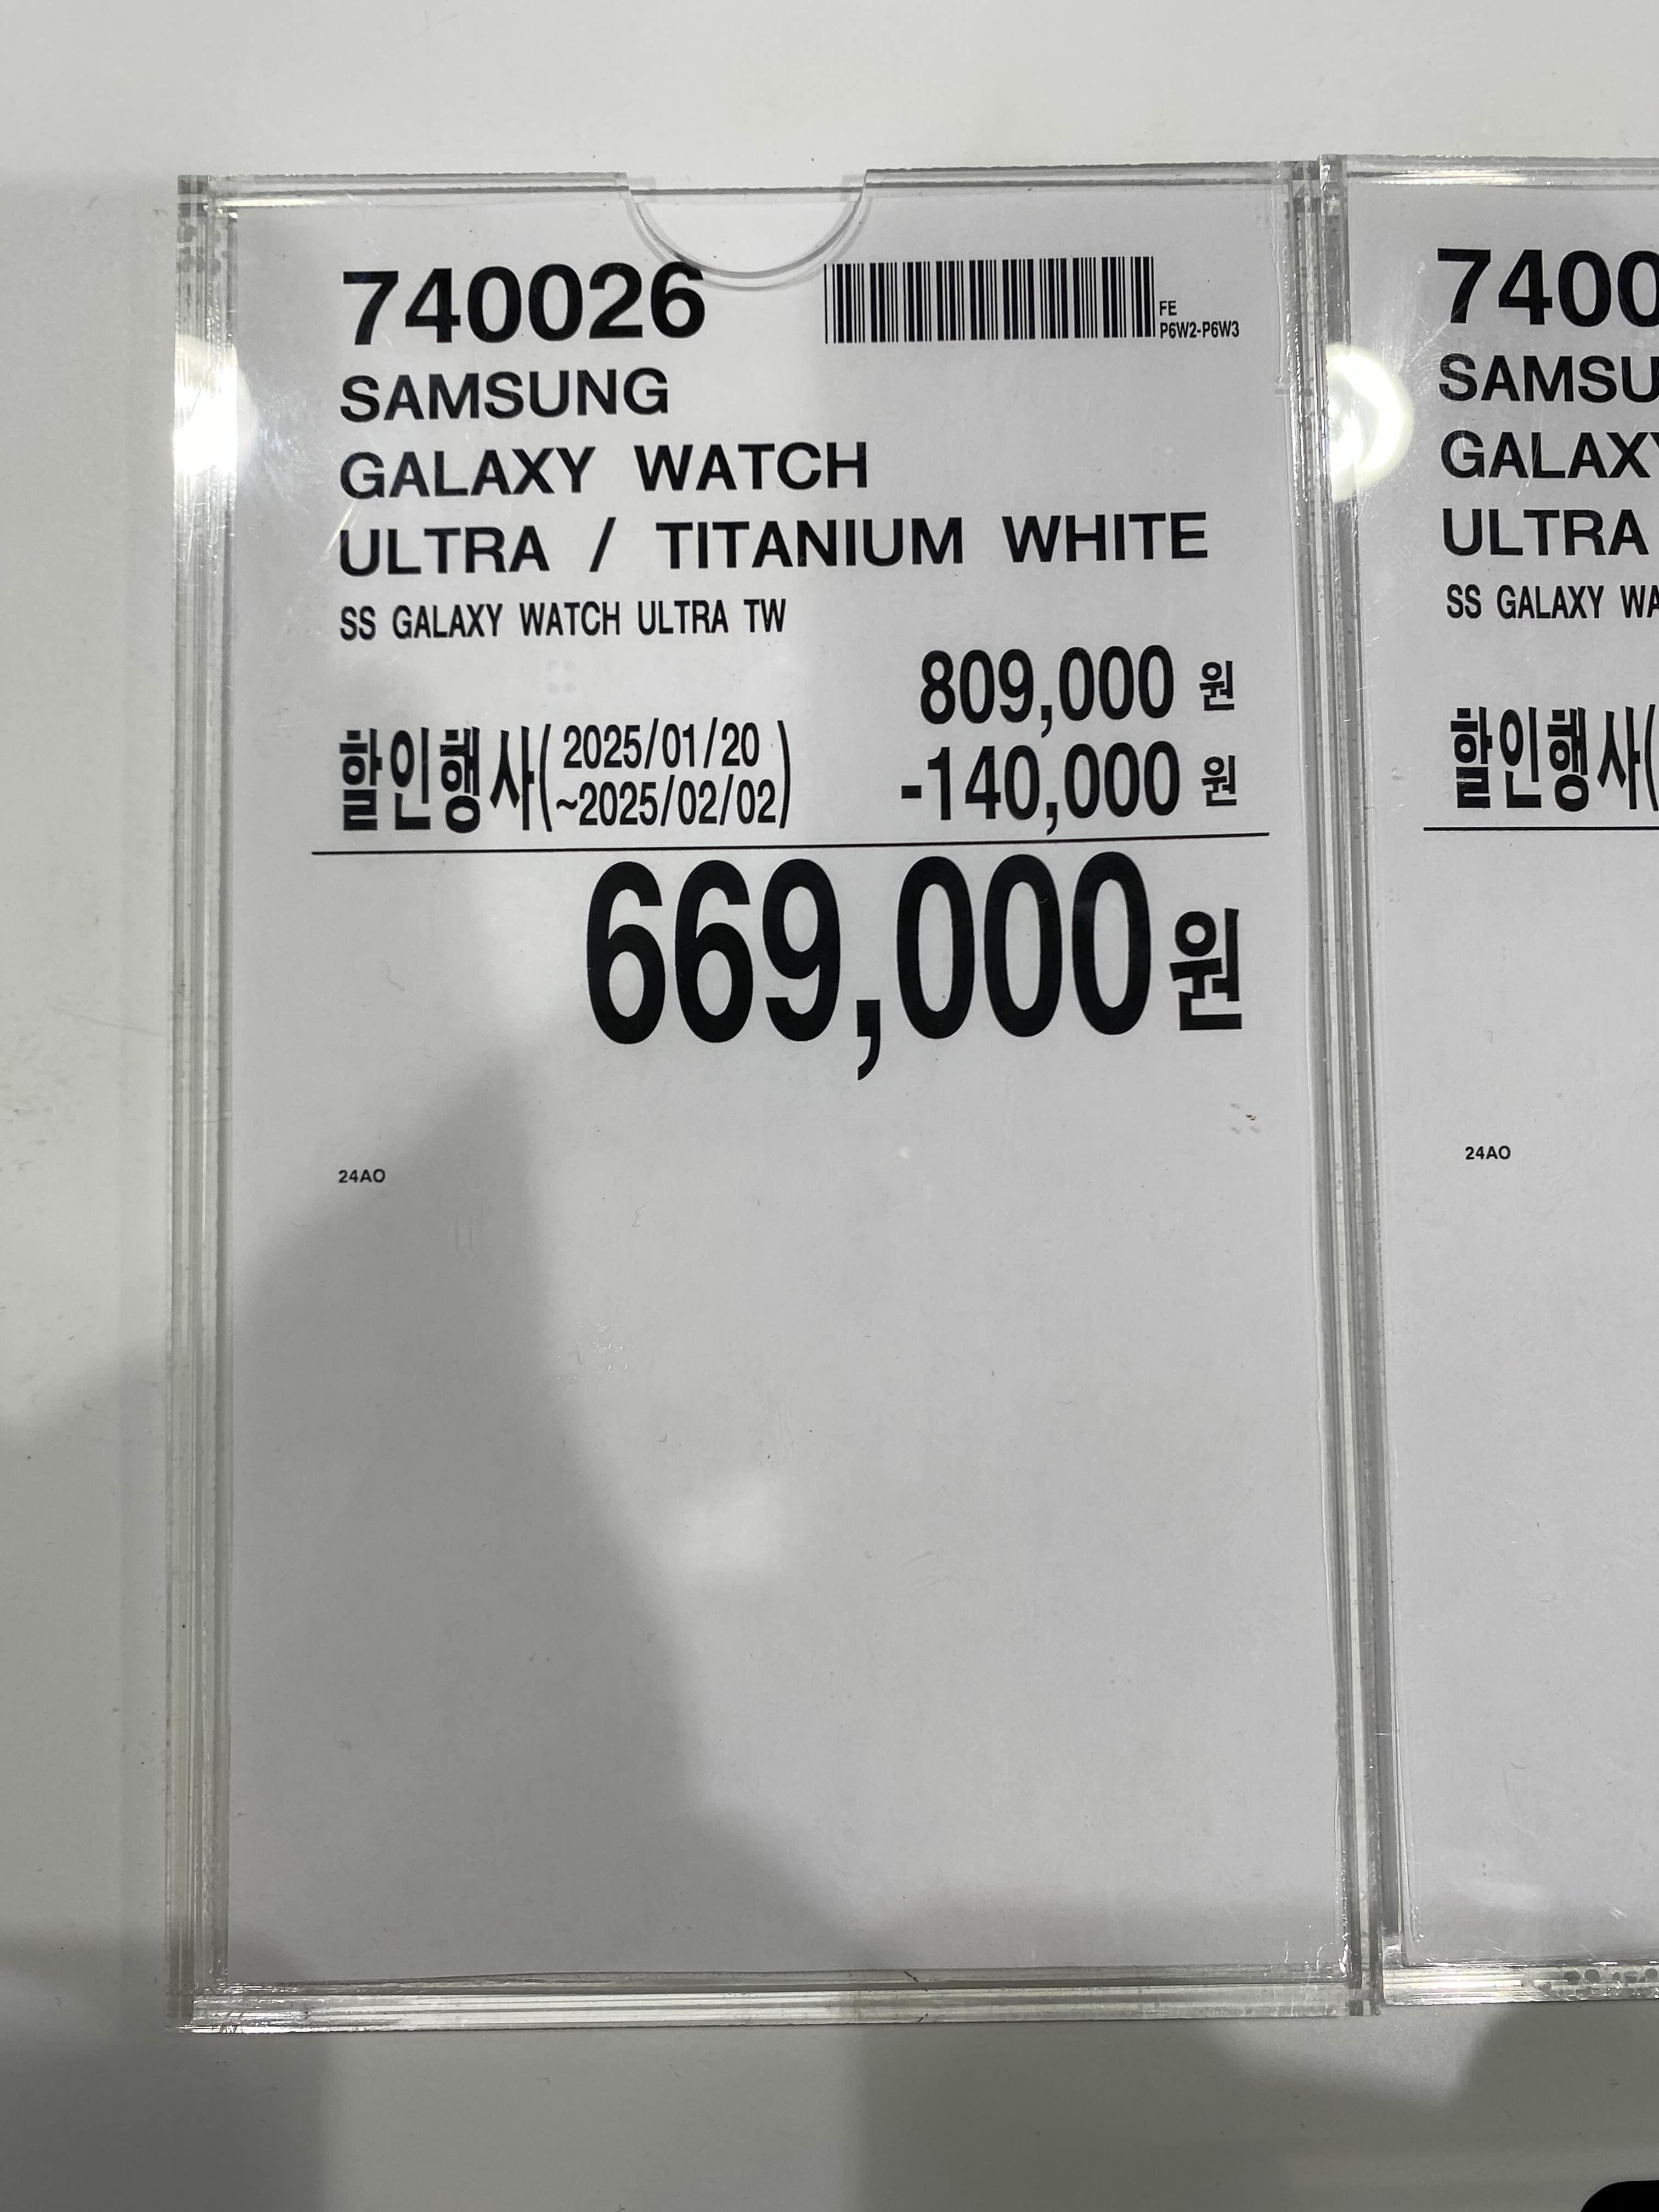 740026
FE
P6W2-P6W3
SAMSUNG
GALAXY WATCH
ULTRA / TITANIUM WHITE
SS GALAXY WATCH ULTRA TW
809,000 원
할인행사( 2025/01/20
~2025/02/02) -140,000 원
669,000원
24AO
7400
SAMSU
GALAXY
ULTRA
SS GALAXY WA
할인행사(
24AO